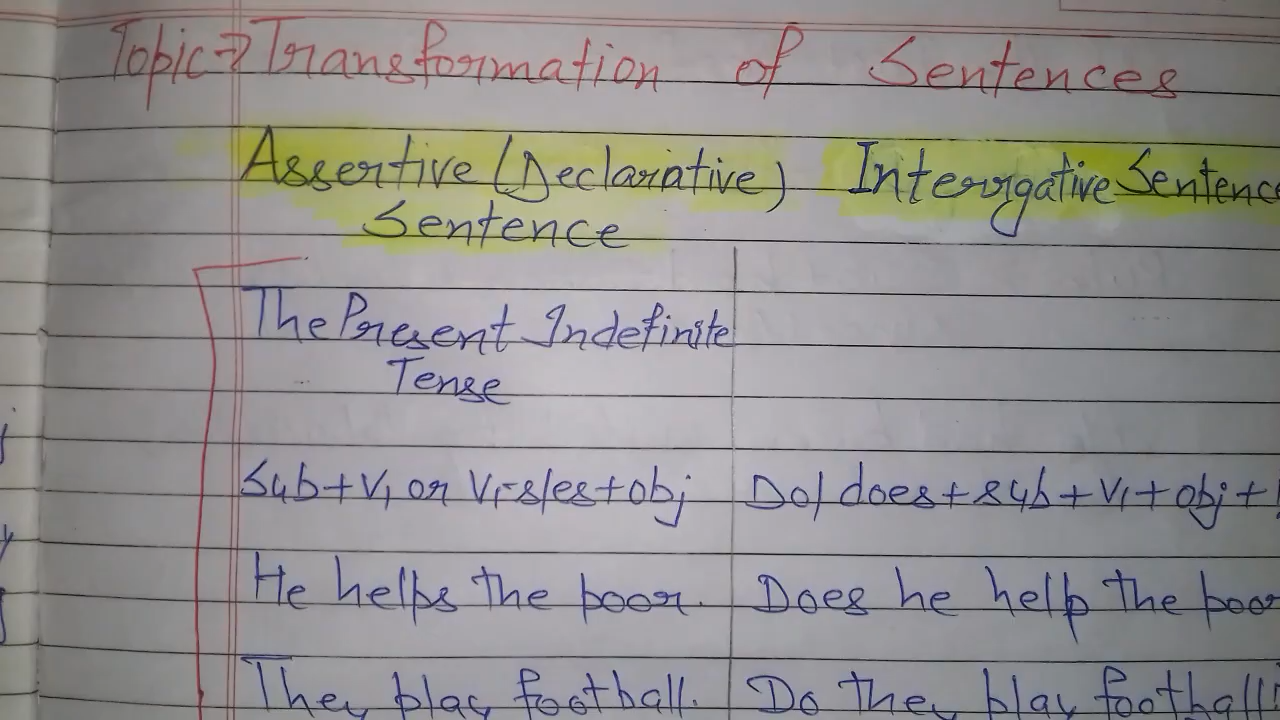 Topic⇒Transformation of Sentences
Assertive (Declarative) Interrgative Sentence
Sentence
The Present Indefinite
Tense
Sub+V1 or V1-s/es+obj Do/does+sub+V1+obj+
He helps the poor. Does he help the poor
They play football. Do they play football?